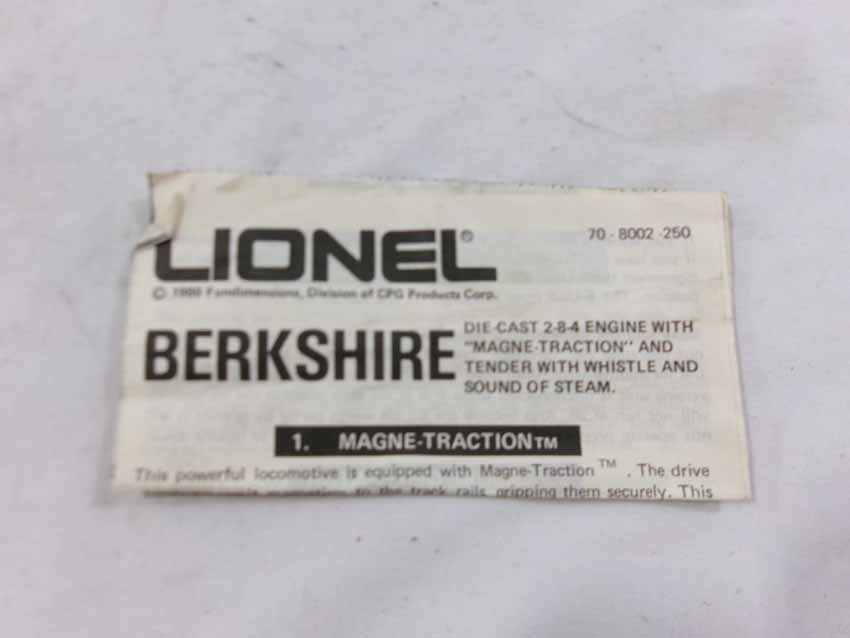 LIONEL®
70-8002-250
© 1980 Fundimensions, Division of CPG Products Corp.
BERKSHIRE
DIE-CAST 2-8-4 ENGINE WITH
"MAGNE-TRACTION" AND
TENDER WITH WHISTLE AND
SOUND OF STEAM.
1. MAGNE-TRACTION™
This powerful locomotive is equipped with Magne-Traction™. The drive
to the track rails gripping them securely. This